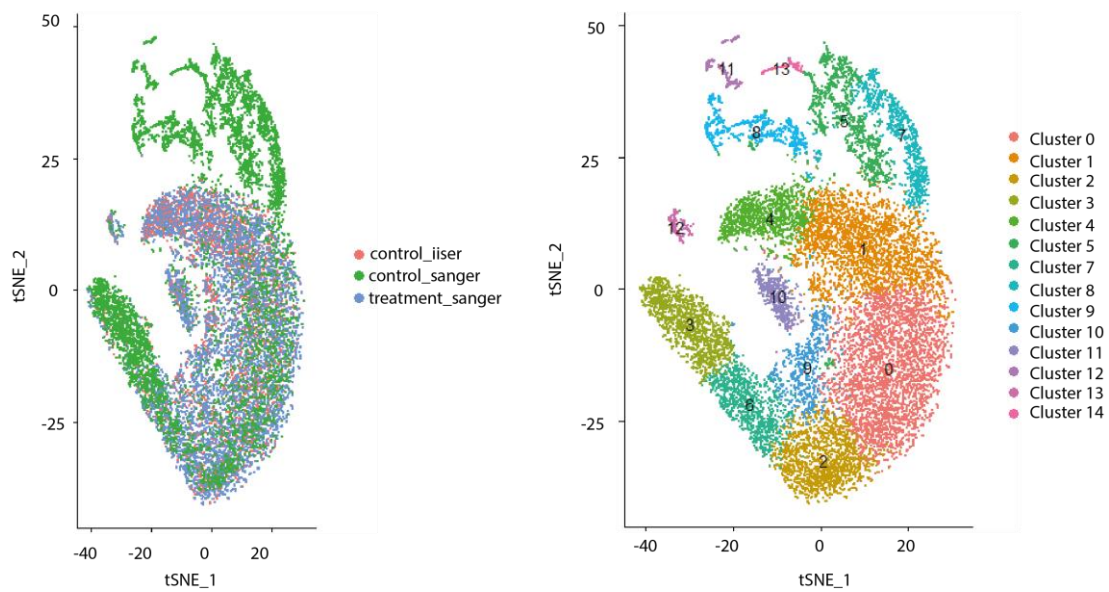 50
25
0
-25
-40
-20
0
20
tSNE_2
tSNE_1
control_iiser
control_sanger
treatment_sanger
50
25
0
-25
-40
-20
0
20
tSNE_2
tSNE_1
11
13
5
7
8
4
12
1
10
3
9
0
6
2
Cluster 0
Cluster 1
Cluster 2
Cluster 3
Cluster 4
Cluster 5
Cluster 7
Cluster 8
Cluster 9
Cluster 10
Cluster 11
Cluster 12
Cluster 13
Cluster 14